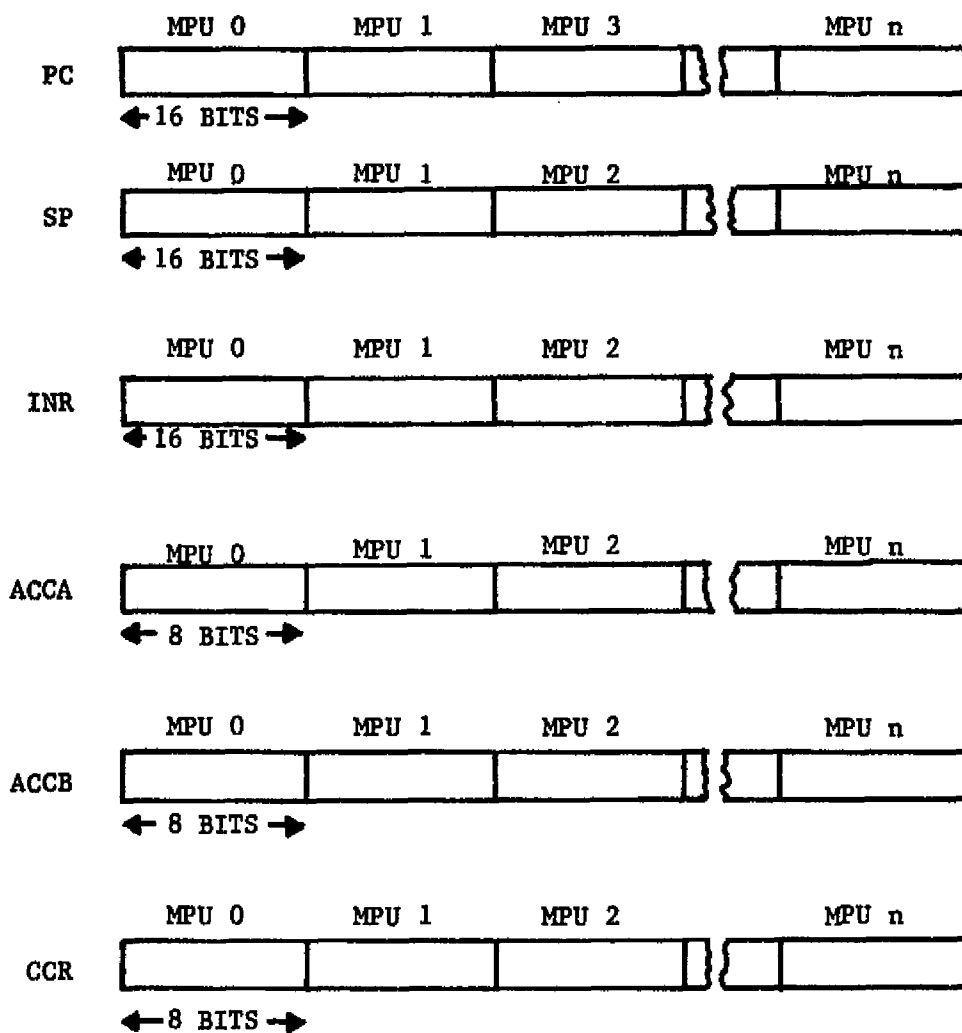 MPU 0 MPU 1 MPU 3 MPU n
PC
16 BITS
MPU 0 MPU 1 MPU 2 MPU n
SP
16 BITS
MPU 0 MPU 1 MPU 2 MPU n
INR
16 BITS
MPU 0 MPU 1 MPU 2 MPU n
ACCA
8 BITS
MPU 0 MPU 1 MPU 2 MPU n
ACCB
8 BITS
MPU 0 MPU 1 MPU 2 MPU n
CCR
8 BITS